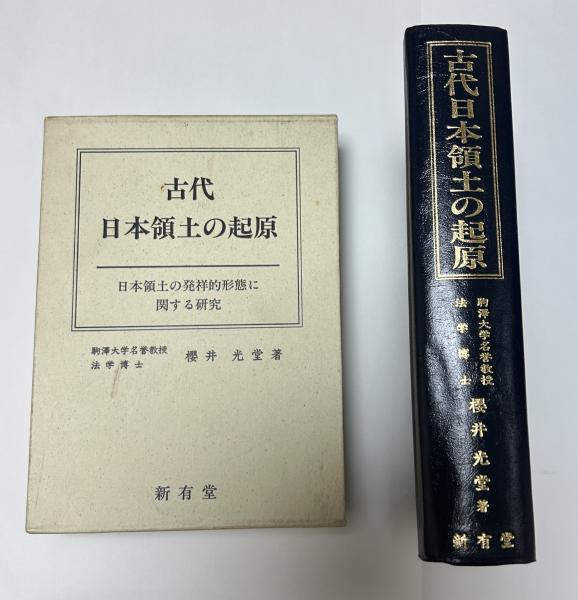 古代
日本領土の起原
日本領土の発祥的形態に
関する研究
駒澤大学名誉教授
法学博士
櫻井光堂著
新有堂
古代日本領土の起原
駒澤大学名誉教授
法学博士
櫻井光堂著
新有堂